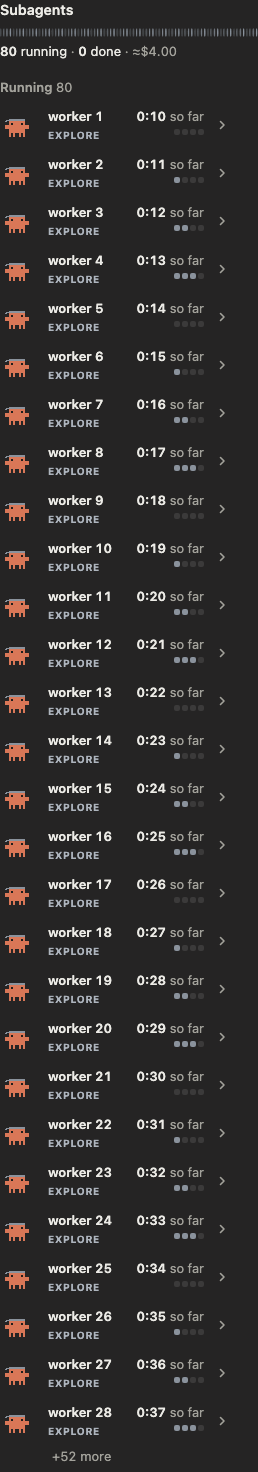 Subagents
80 running · 0 done · ≈$4.00
Running 80
worker 1 0:10 so far
EXPLORE
worker 2 0:11 so far
EXPLORE
worker 3 0:12 so far
EXPLORE
worker 4 0:13 so far
EXPLORE
worker 5 0:14 so far
EXPLORE
worker 6 0:15 so far
EXPLORE
worker 7 0:16 so far
EXPLORE
worker 8 0:17 so far
EXPLORE
worker 9 0:18 so far
EXPLORE
worker 10 0:19 so far
EXPLORE
worker 11 0:20 so far
EXPLORE
worker 12 0:21 so far
EXPLORE
worker 13 0:22 so far
EXPLORE
worker 14 0:23 so far
EXPLORE
worker 15 0:24 so far
EXPLORE
worker 16 0:25 so far
EXPLORE
worker 17 0:26 so far
EXPLORE
worker 18 0:27 so far
EXPLORE
worker 19 0:28 so far
EXPLORE
worker 20 0:29 so far
EXPLORE
worker 21 0:30 so far
EXPLORE
worker 22 0:31 so far
EXPLORE
worker 23 0:32 so far
EXPLORE
worker 24 0:33 so far
EXPLORE
worker 25 0:34 so far
EXPLORE
worker 26 0:35 so far
EXPLORE
worker 27 0:36 so far
EXPLORE
worker 28 0:37 so far
EXPLORE
+52 more